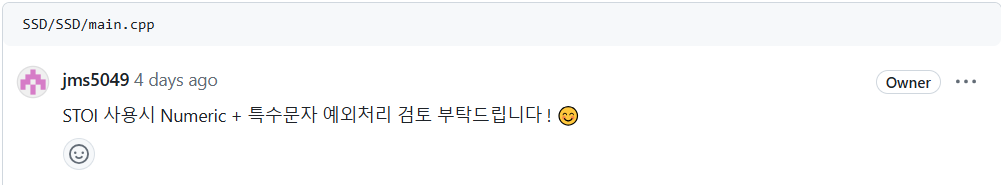 SSD/SSD/main.cpp
jms5049 4 days ago Owner
STOI 사용시 Numeric + 특수문자 예외처리 검토 부탁드립니다 ! 😊